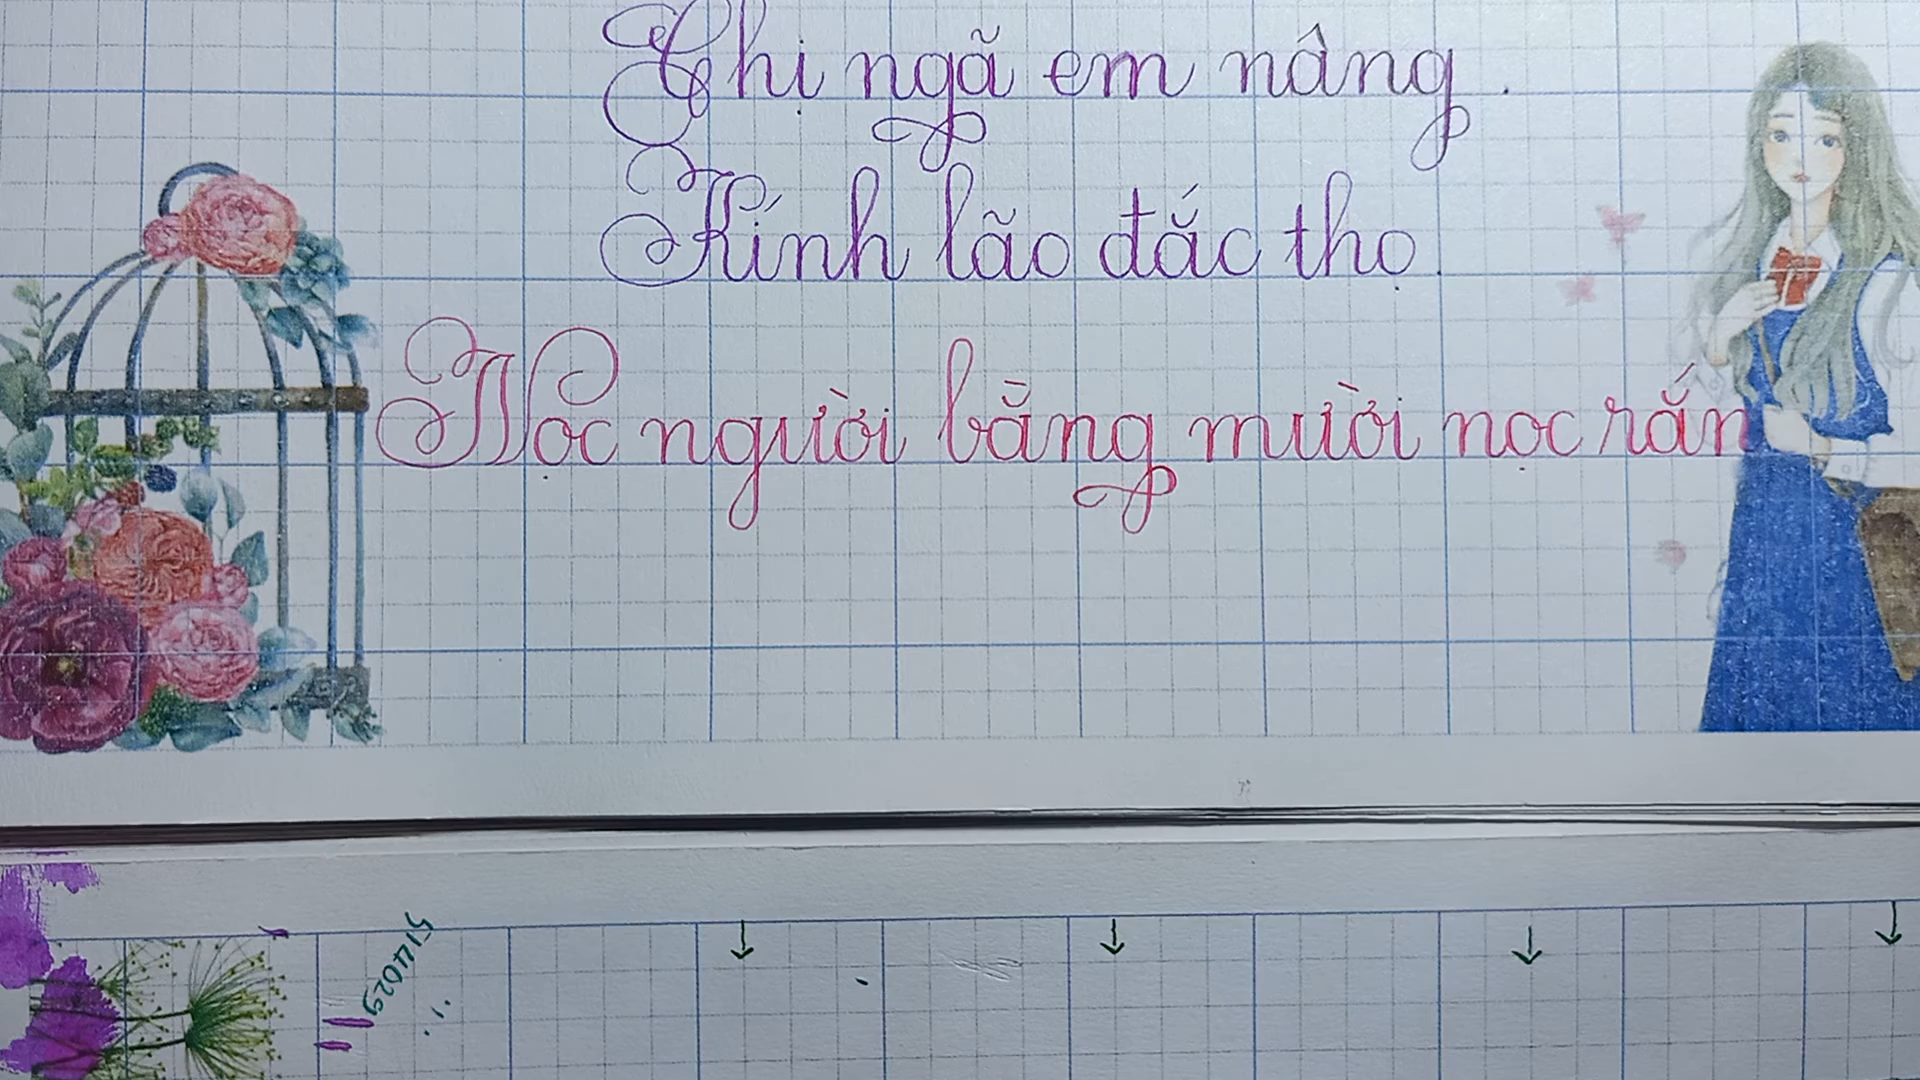 Chị ngã em nâng.
Kính lão đắc thọ.
Nọc người bằng mười nọc rắn